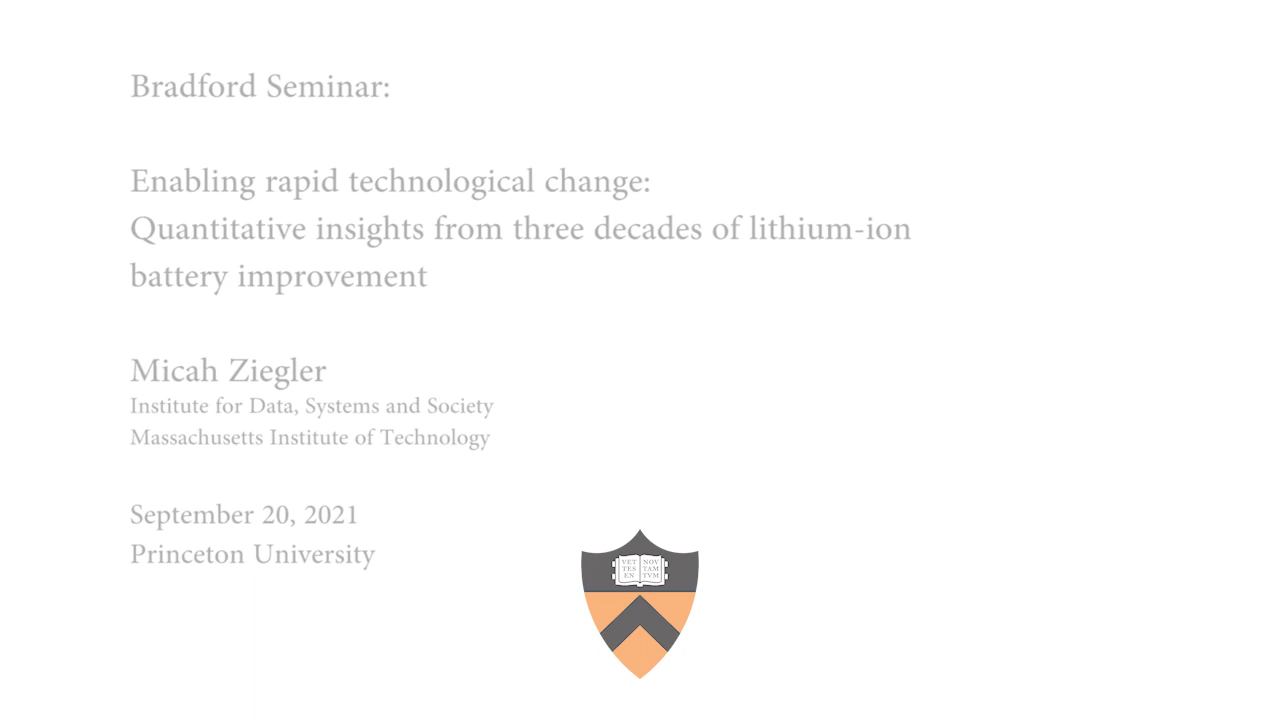 Bradford Seminar:
Enabling rapid technological change:
Quantitative insights from three decades of lithium-ion
battery improvement
Micah Ziegler
Institute for Data, Systems and Society
Massachusetts Institute of Technology
September 20, 2021
Princeton University
VET NOV
TES TAM
EN TVM